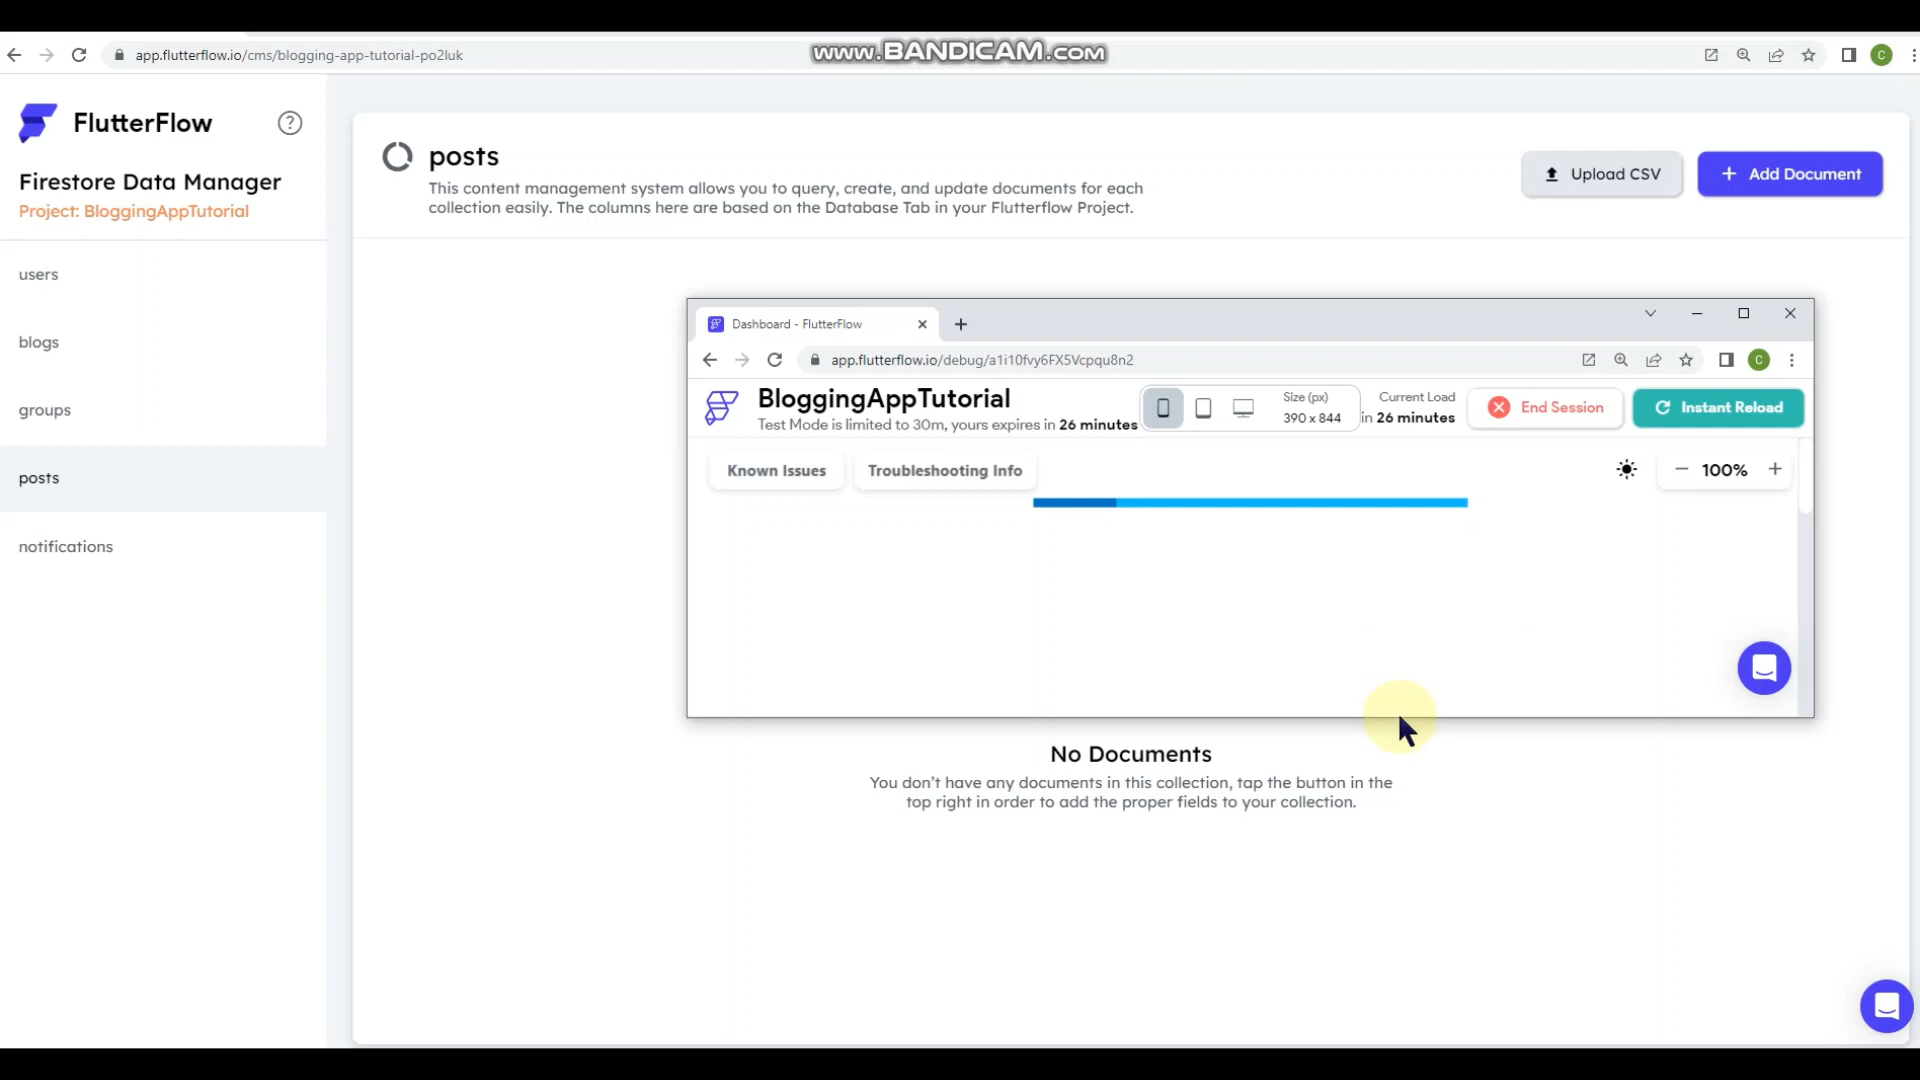 app.flutterflow.io/cms/blogging-app-tutorial-po2luk
www.BANDICAM.com
C
FlutterFlow
?
Firestore Data Manager
Project: BloggingAppTutorial
users
blogs
groups
posts
notifications
posts
This content management system allows you to query, create, and update documents for each
collection easily. The columns here are based on the Database Tab in your Flutterflow Project.
Upload CSV
+ Add Document
Dashboard - FlutterFlow
app.flutterflow.io/debug/a1i10fvy6FX5Vcpqu8n2
C
BloggingAppTutorial
Test Mode is limited to 30m, yours expires in 26 minutes
Size (px)
390 x 844
Current Load
in 26 minutes
End Session
Instant Reload
Known Issues
Troubleshooting Info
100%
No Documents
You don't have any documents in this collection, tap the button in the
top right in order to add the proper fields to your collection.